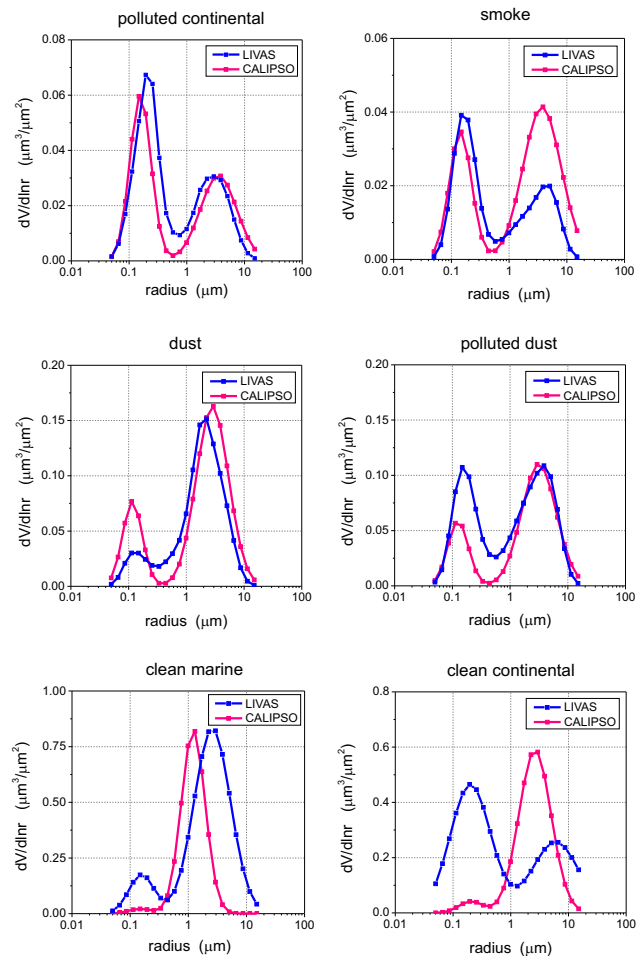 polluted continental
LIVAS
CALIPSO
0.08
0.06
0.04
0.02
0.00
dV/dlnr (μm³/μm²)
0.01 0.1 1 10 100
radius (μm)
smoke
LIVAS
CALIPSO
0.06
0.04
0.02
0.00
dV/dlnr (μm³/μm²)
0.01 0.1 1 10 100
radius (μm)
dust
LIVAS
CALIPSO
0.20
0.15
0.10
0.05
0.00
dV/dlnr (μm³/μm²)
0.01 0.1 1 10 100
radius (μm)
polluted dust
LIVAS
CALIPSO
0.20
0.15
0.10
0.05
0.00
dV/dlnr (μm³/μm²)
0.01 0.1 1 10 100
radius (μm)
clean marine
LIVAS
CALIPSO
1.00
0.75
0.50
0.25
0.00
dV/dlnr (μm³/μm²)
0.01 0.1 1 10 100
radius (μm)
clean continental
LIVAS
CALIPSO
0.8
0.6
0.4
0.2
0.0
dV/dlnr (μm³/μm²)
0.01 0.1 1 10 100
radius (μm)